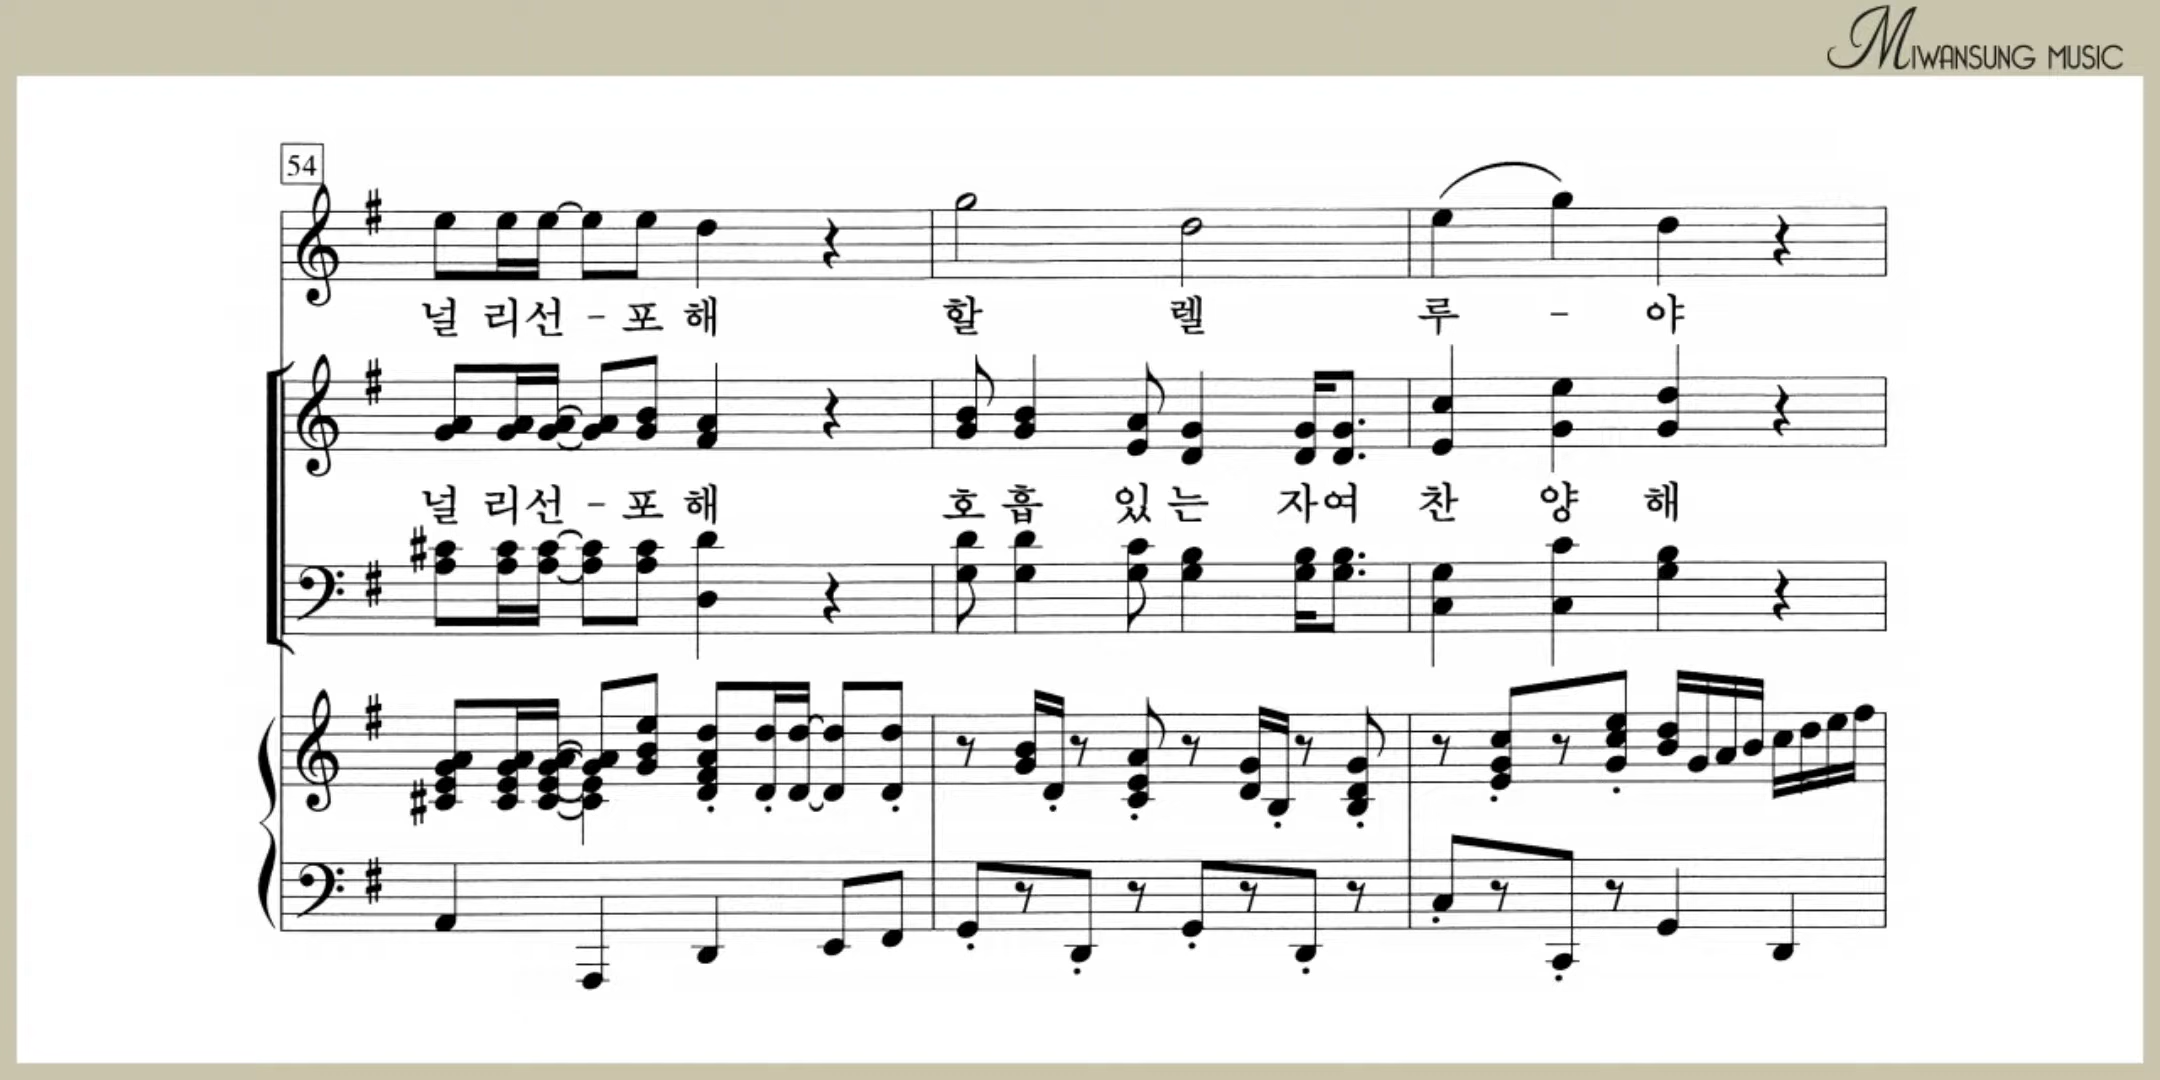 MIWANSUNG MUSIC
54
널 리선 - 포 해 할 렐 루 - 야
널 리선 - 포 해 호 흡 있 는 자여 찬 양 해